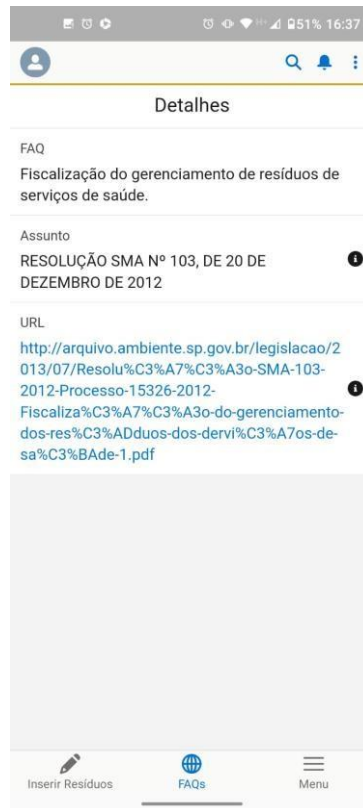 51% 16:37
Detalhes
FAQ
Fiscalização do gerenciamento de resíduos de
serviços de saúde.
Assunto
RESOLUÇÃO SMA Nº 103, DE 20 DE
DEZEMBRO DE 2012
URL
http://arquivo.ambiente.sp.gov.br/legislacao/2
013/07/Resolu%C3%A7%C3%A3o-SMA-103-
2012-Processo-15326-2012-
Fiscaliza%C3%A7%C3%A3o-do-gerenciamento-
dos-res%C3%ADduos-dos-dervi%C3%A7os-de-
sa%C3%BAde-1.pdf
Inserir Resíduos
FAQs
Menu